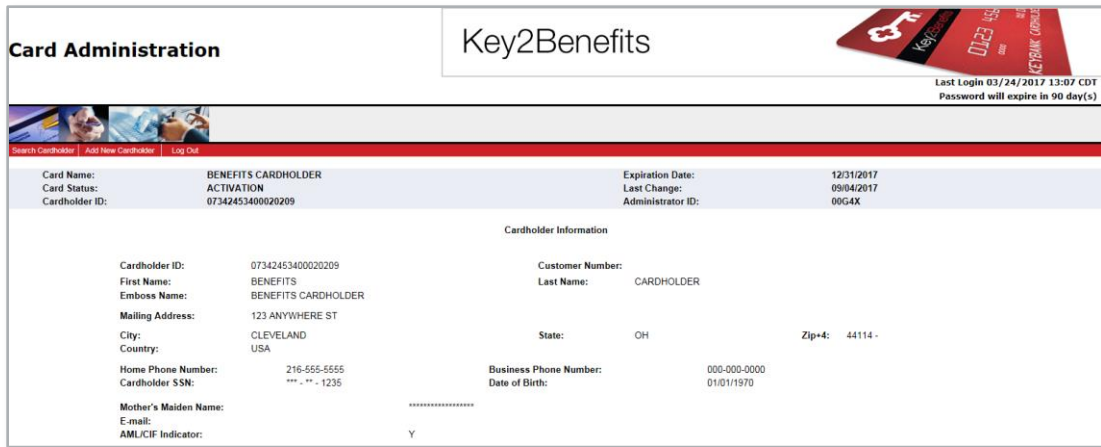 Card Administration
Key2Benefits
Key2Benefits
0123 456
KEYBANK CARDHOLDE
Last Login 03/24/2017 13:07 CDT
Password will expire in 90 day(s)
Search Cardholder Add New Cardholder Log Out
Card Name: BENEFITS CARDHOLDER Expiration Date: 12/31/2017
Card Status: ACTIVATION Last Change: 09/04/2017
Cardholder ID: 07342453400020209 Administrator ID: 00G4X
Cardholder Information
Cardholder ID: 07342453400020209 Customer Number:
First Name: BENEFITS Last Name: CARDHOLDER
Emboss Name: BENEFITS CARDHOLDER
Mailing Address: 123 ANYWHERE ST
City: CLEVELAND State: OH Zip+4: 44114 -
Country: USA
Home Phone Number: 216-555-5555 Business Phone Number: 000-000-0000
Cardholder SSN: *** - ** - 1235 Date of Birth: 01/01/1970
Mother's Maiden Name: ******************
E-mail:
AML/CIF Indicator: Y